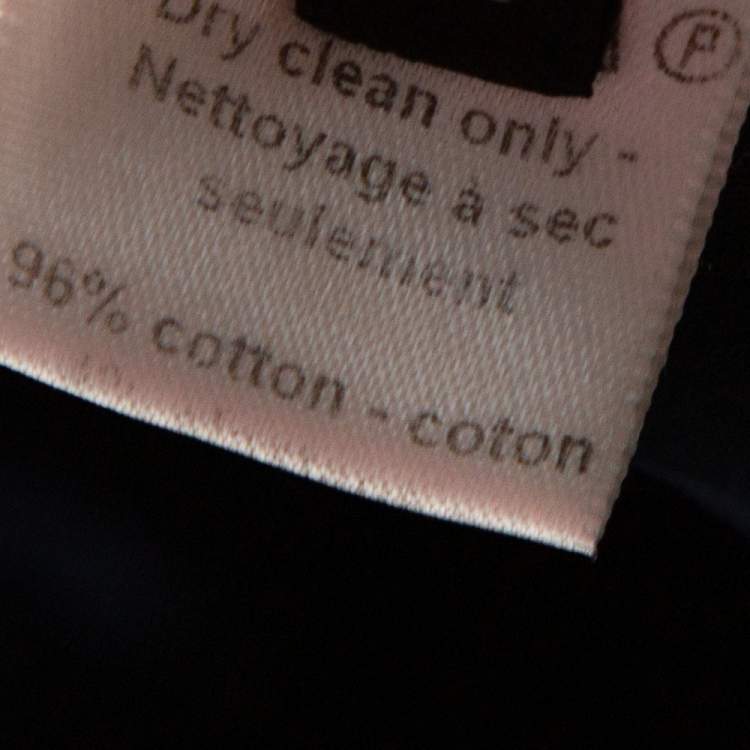 Dry clean only -
Nettoyage à sec
seulement
96% cotton - coton
P